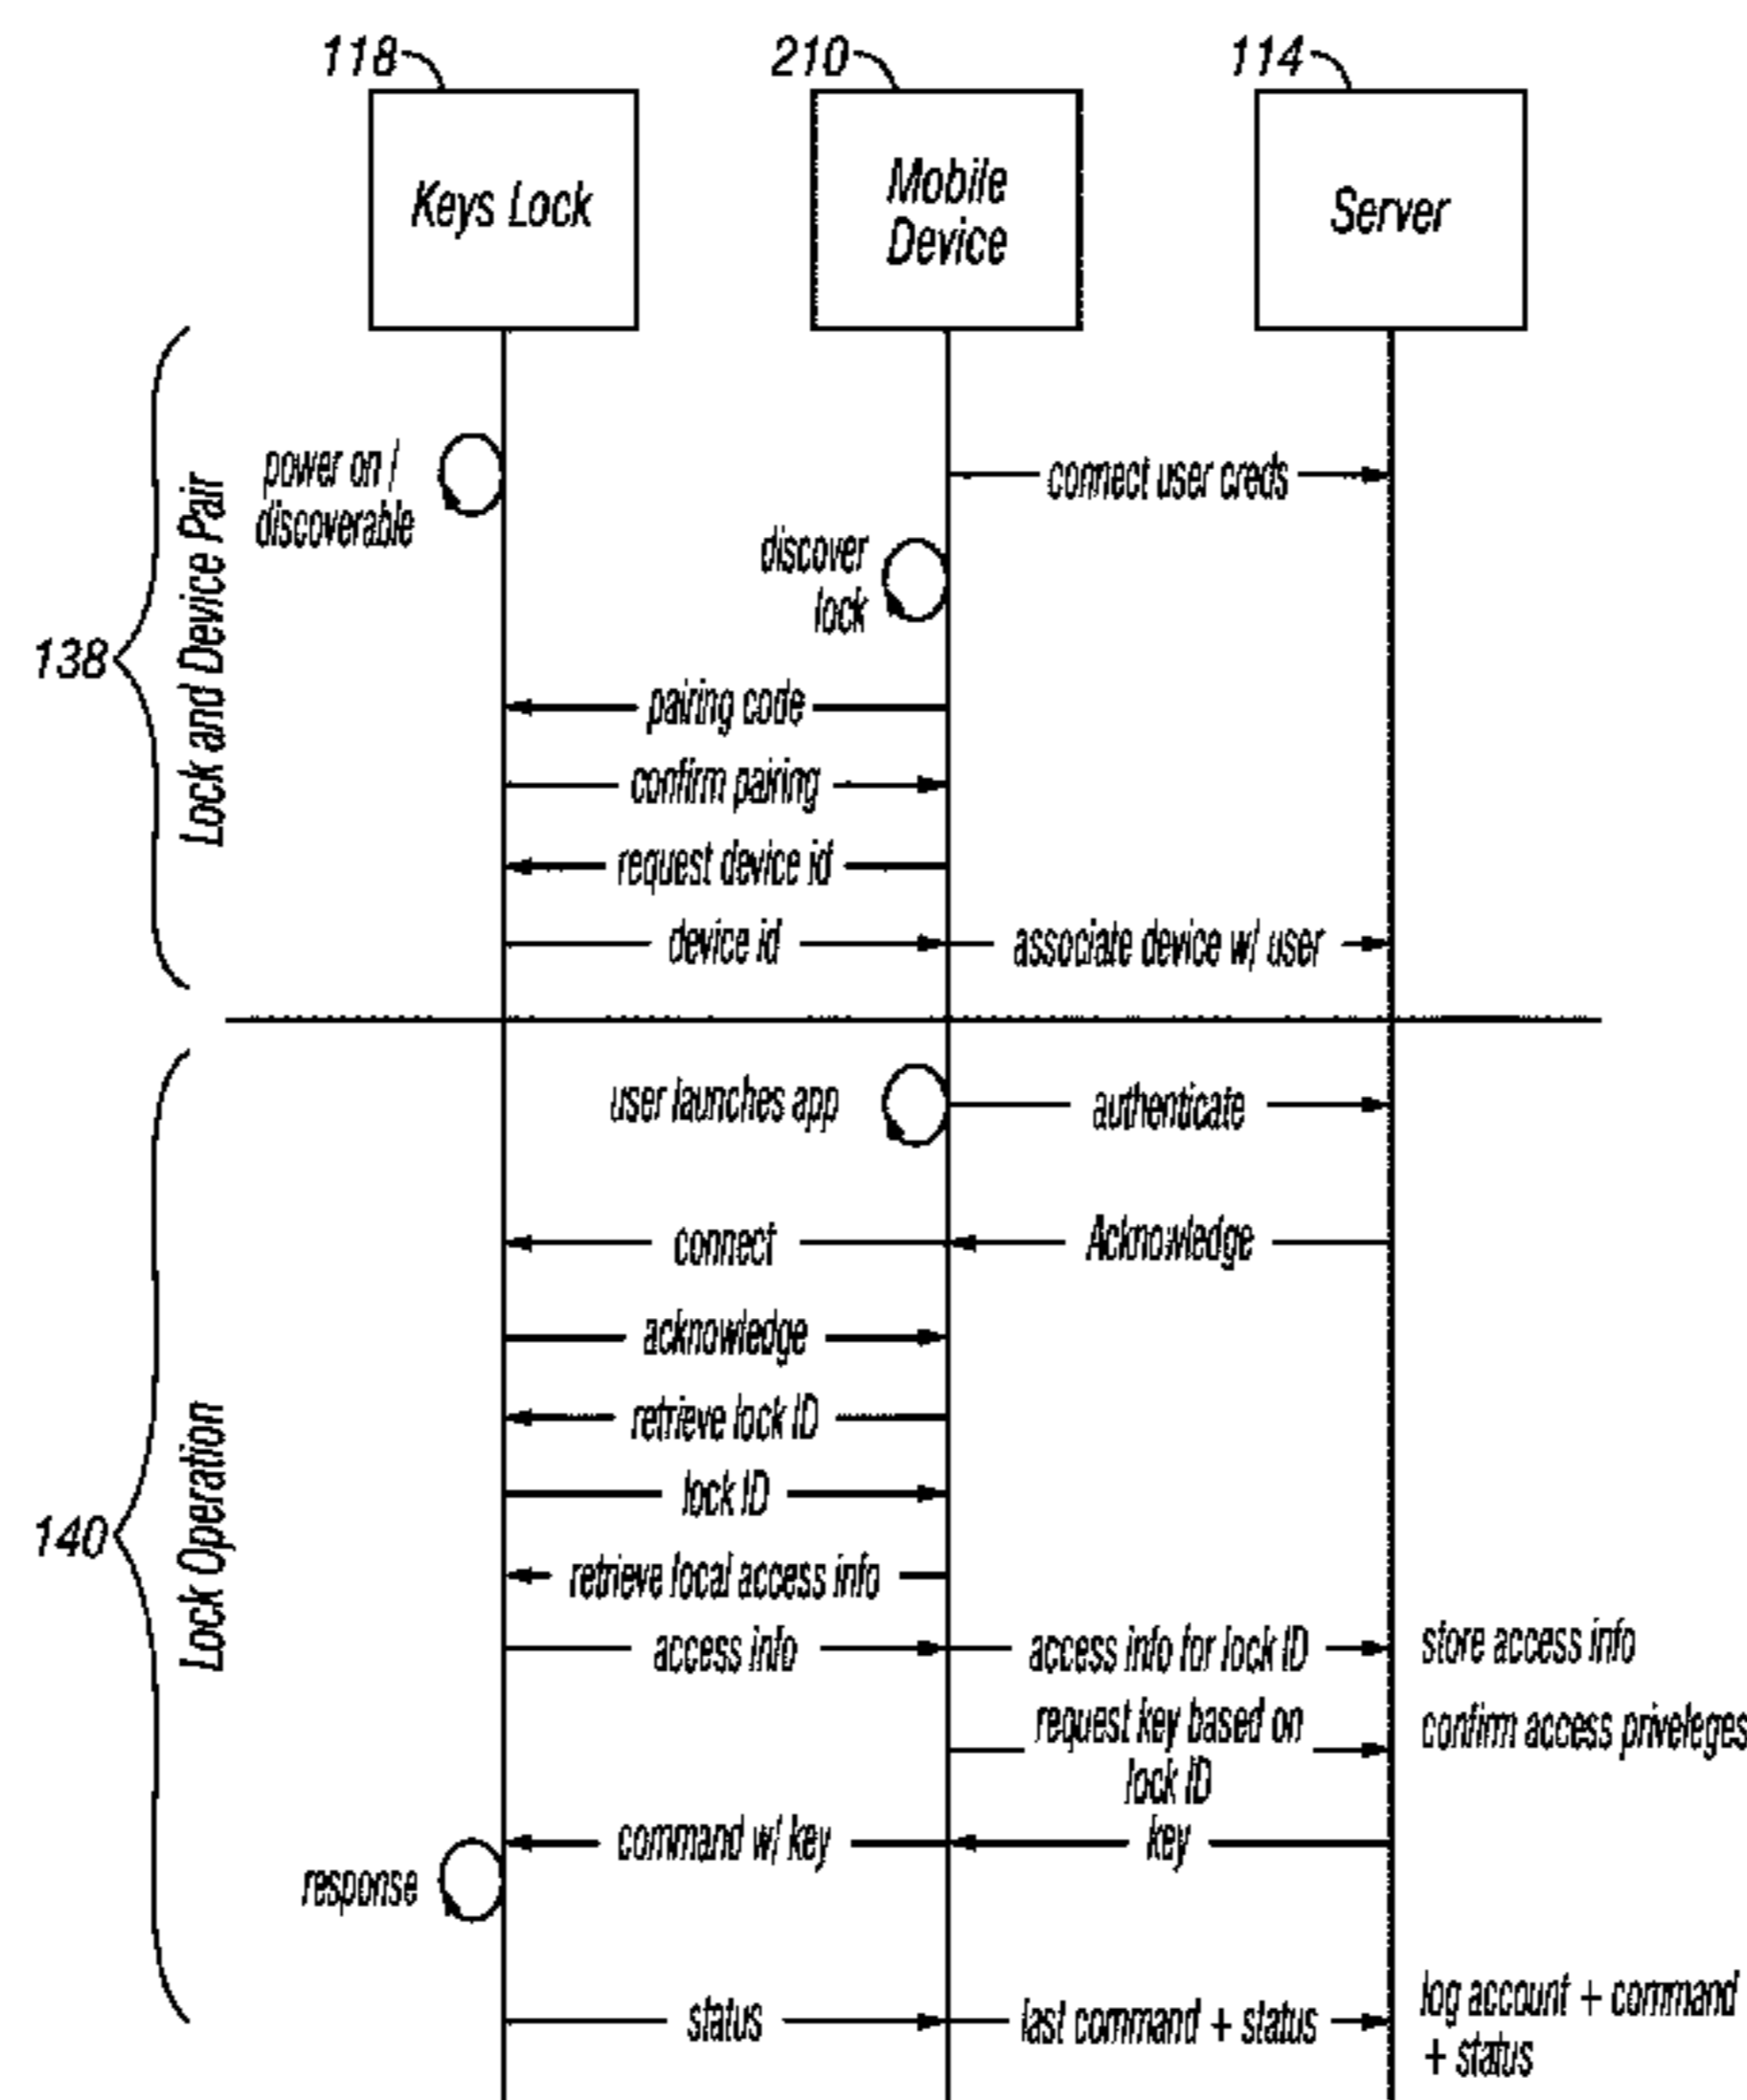 118
210
114
Keys Lock
Mobile
Device
Server
138
Lock and Device Pair
power on /
discoverable
connect user creds
discover
lock
pairing code
confirm pairing
request device id
device id
associate device w/ user
140
Lock Operation
user launches app
authenticate
connect
Acknowledge
acknowledge
retrieve lock ID
lock ID
retrieve local access info
access info
access info for lock ID
store access info
request key based on
lock ID
confirm access priveleges
command w/ key
key
response
status
last command + status
log account + command
+ status